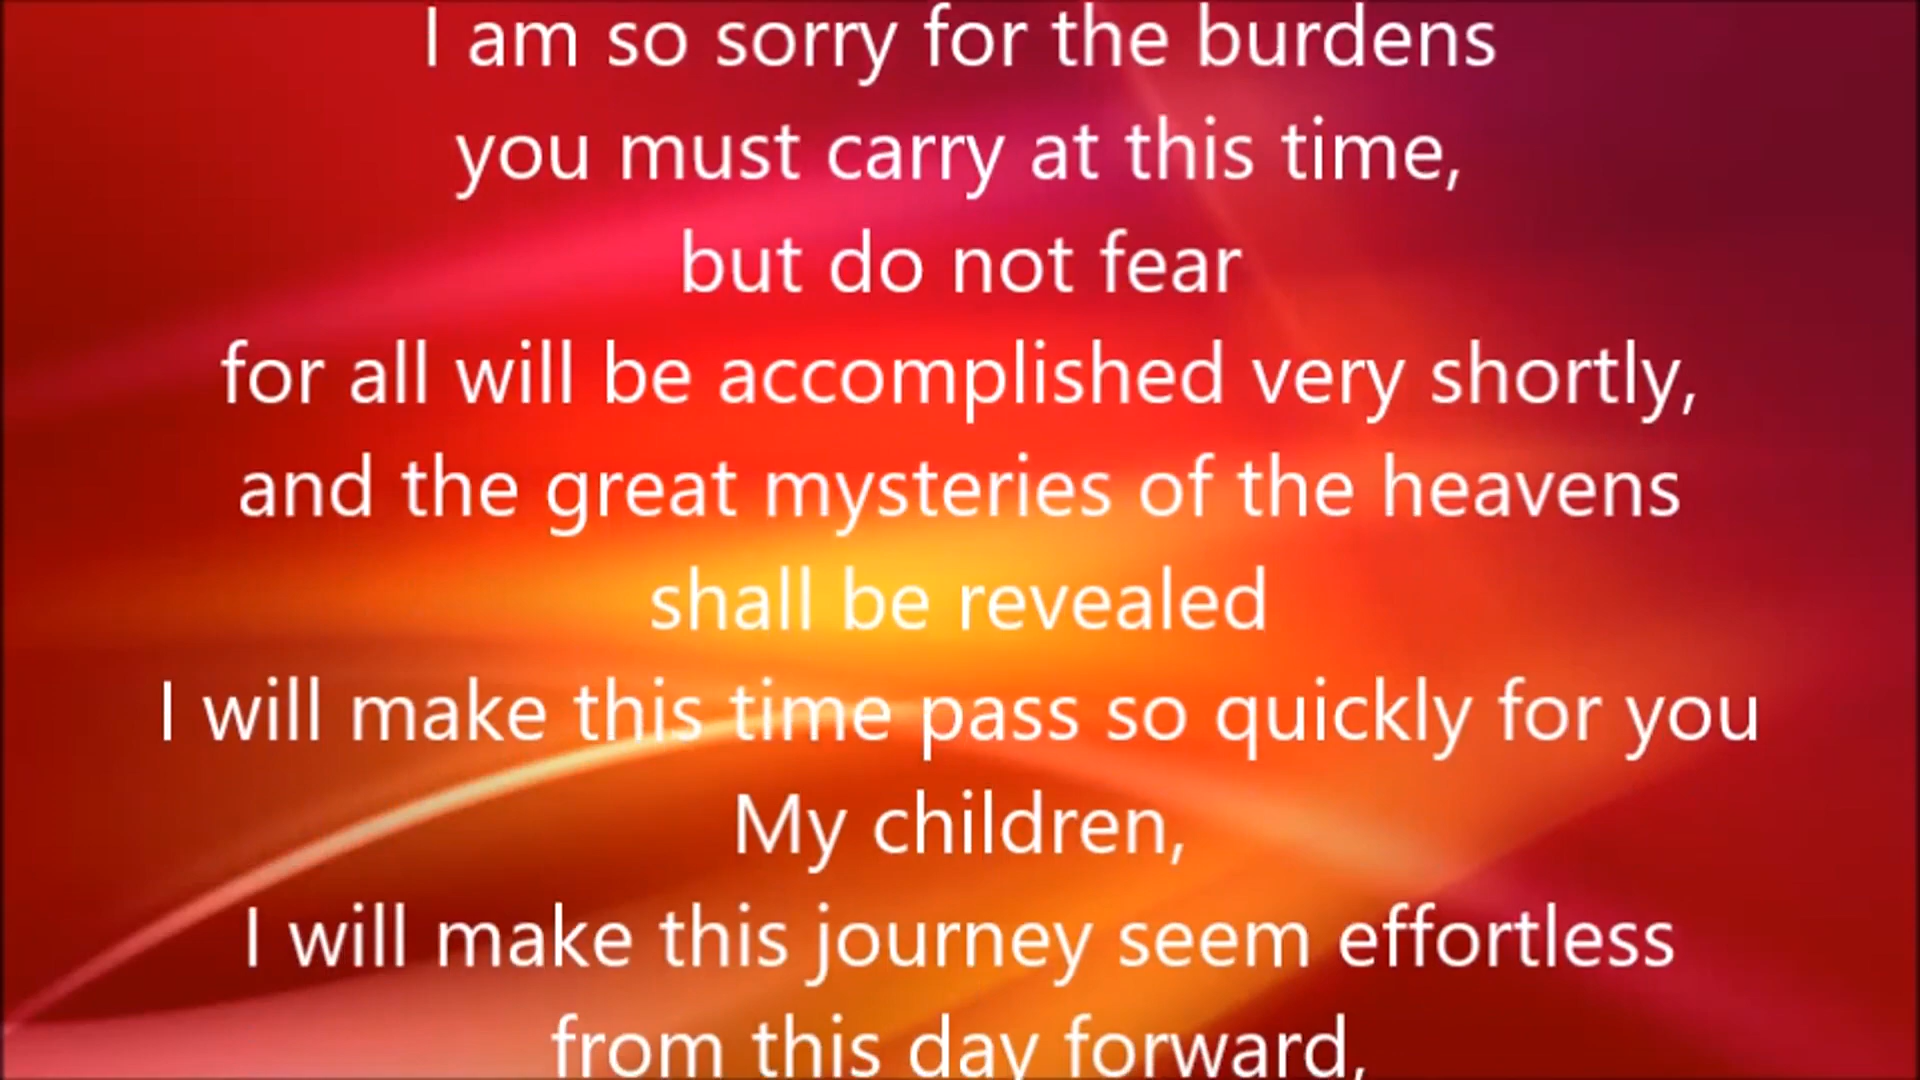 I am so sorry for the burdens
you must carry at this time,
but do not fear
for all will be accomplished very shortly,
and the great mysteries of the heavens
shall be revealed
I will make this time pass so quickly for you
My children,
I will make this journey seem effortless
from this day forward,